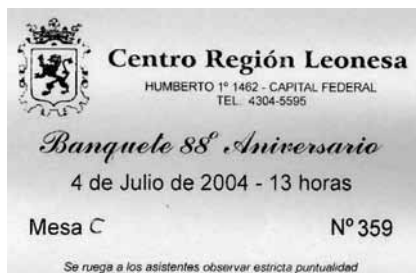 Centro Región Leonesa
HUMBERTO 1º 1462 - CAPITAL FEDERAL
TEL. 4304-5595
Banquete 88º Aniversario
4 de Julio de 2004 - 13 horas
Mesa C
Nº 359
Se ruega a los asistentes observar estricta puntualidad